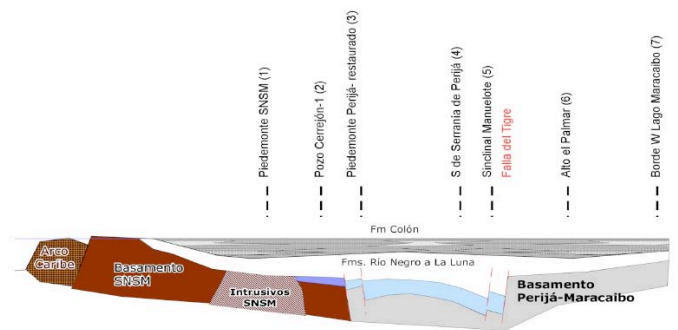 Piedemonte SNSM (1)
Pozo Cerrejón-1 (2)
Piedemonte Perijá- restaurado (3)
S de Serranía de Perijá (4)
Sinclinal Manuelote (5)
Falla del Tigre
Alto el Palmar (6)
Borde W Lago Maracaibo (7)
Fm Colón
Arco
Caribe
Basamento
SNSM
Fms. Río Negro a La Luna
Intrusivos
SNSM
Basamento
Perijá-Maracaibo